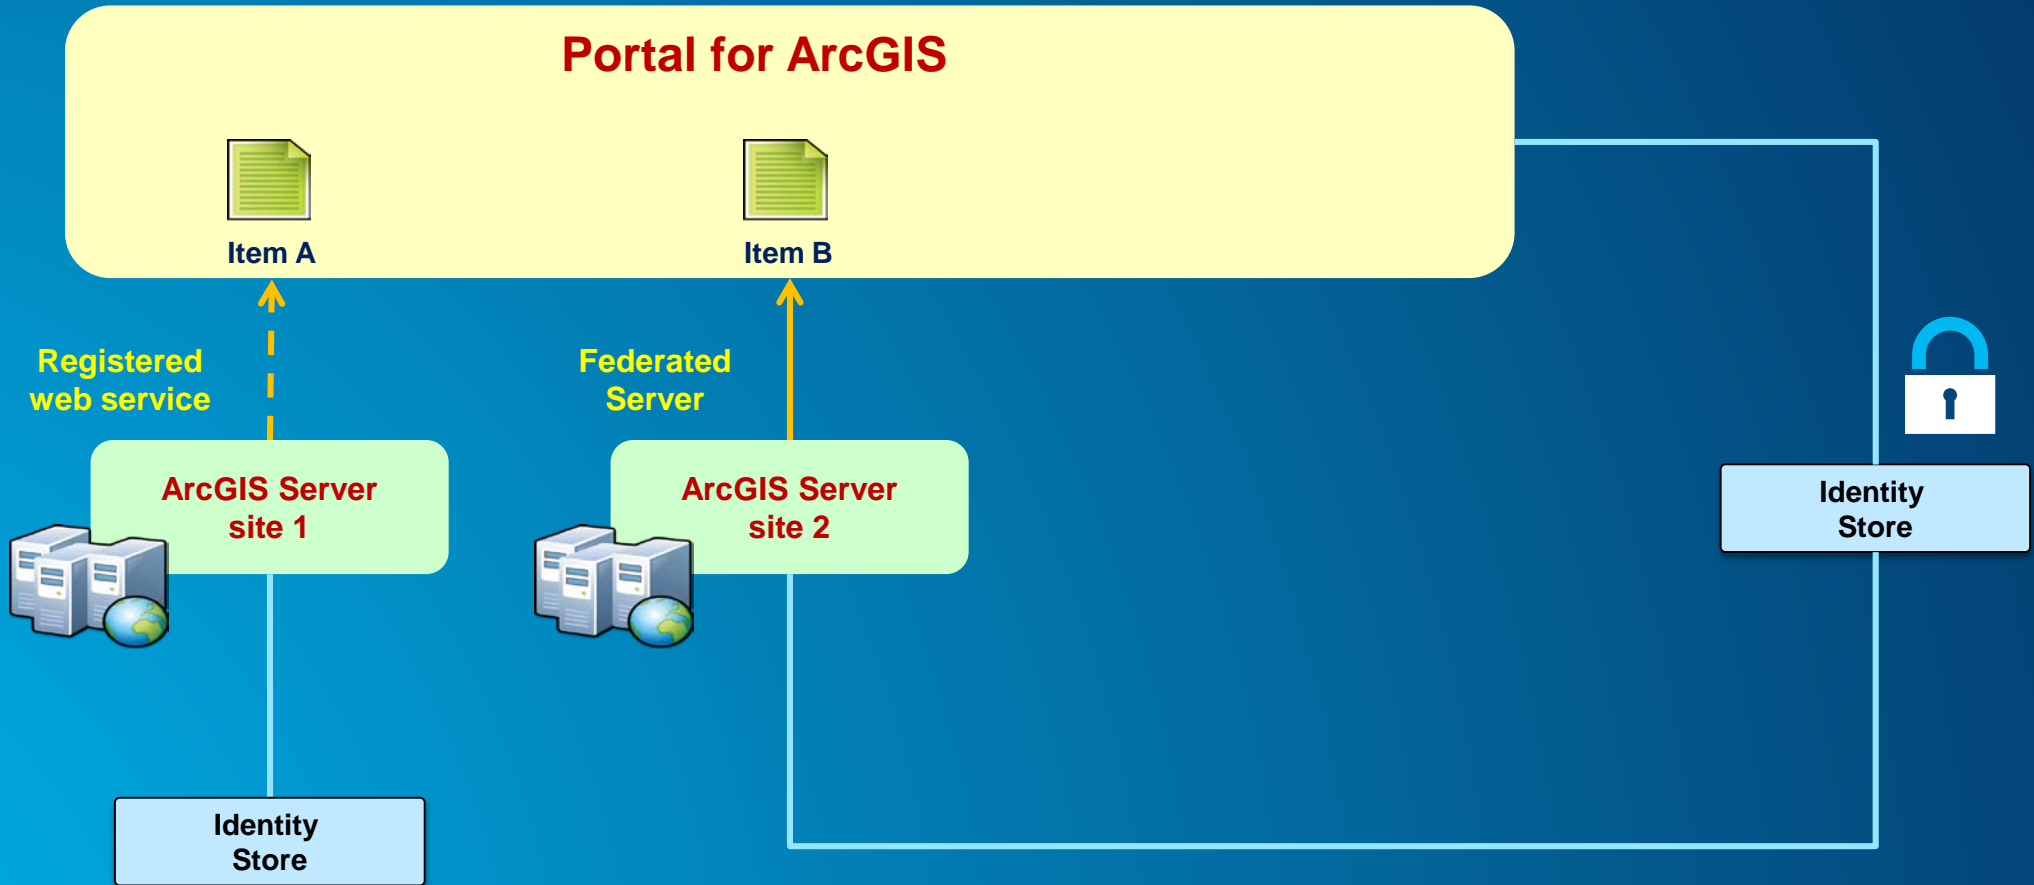 Portal for ArcGIS
Item A
Item B
Registered
web service
Federated
Server
ArcGIS Server
site 1
ArcGIS Server
site 2
Identity
Store
Identity
Store